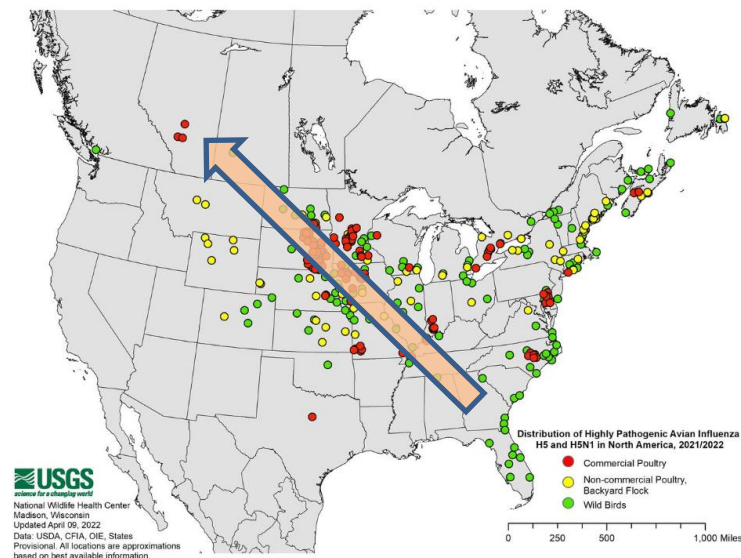 Distribution of Highly Pathogenic Avian Influenza
H5 and H5N1 in North America, 2021/2022
Commercial Poultry
Non-commercial Poultry,
Backyard Flock
Wild Birds
0 500 1,000 Miles
USGS
science for a changing world
National Wildlife Health Center
Madison, Wisconsin
Updated April 09, 2022
Data: USDA, CFIA, OIE, States
Provisional. All locations are approximations
based on best available information.